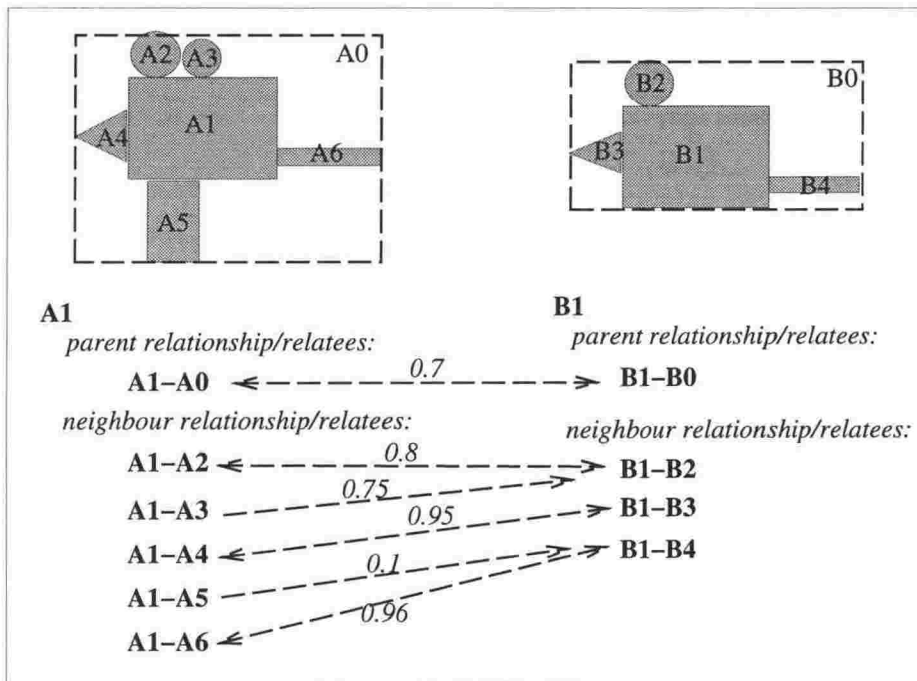 A2 A3 A0
A4 A1 A6
A5
B2 B0
B3 B1 B4
A1 B1
parent relationship/relatees: parent relationship/relatees:
A1–A0 0.7 B1–B0
neighbour relationship/relatees: neighbour relationship/relatees:
A1–A2 0.8 B1–B2
A1–A3 0.75 B1–B3
A1–A4 0.95 B1–B4
A1–A5 0.1
A1–A6 0.96